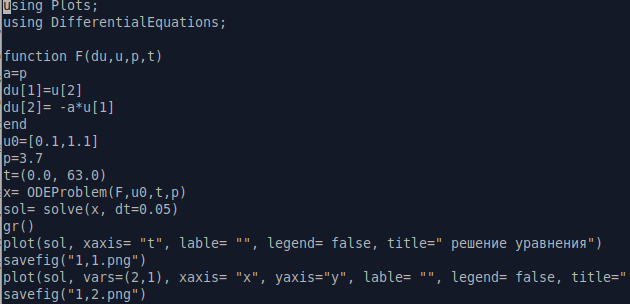 using Plots;
using DifferentialEquations;
function F(du,u,p,t)
a=p
du[1]=u[2]
du[2]= -a*u[1]
end
u0=[0.1,1.1]
p=3.7
t=(0.0, 63.0)
x= ODEProblem(F,u0,t,p)
sol= solve(x, dt=0.05)
gr()
plot(sol, xaxis= "t", lable= "", legend= false, title=" решение уравнения")
savefig("1,1.png")
plot(sol, vars=(2,1), xaxis= "x", yaxis="y", lable= "", legend= false, title="
savefig("1,2.png")